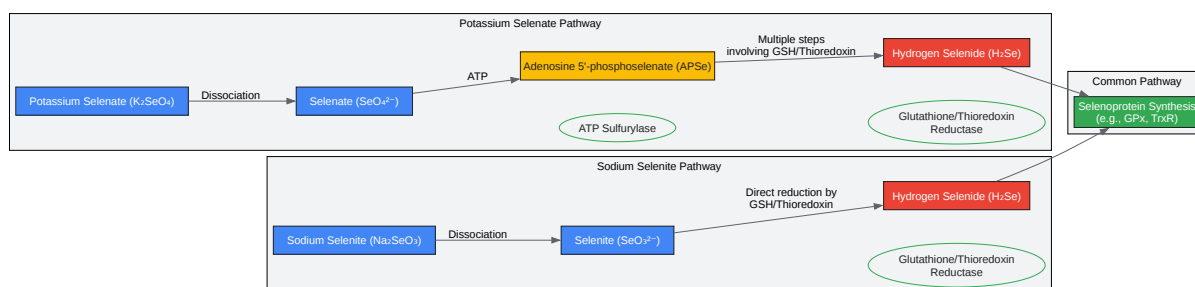 Potassium Selenate Pathway
Potassium Selenate (K₂SeO₄)
Dissociation
Selenate (SeO₄²⁻)
ATP
Adenosine 5'-phosphoselenate (APSe)
Multiple steps
involving GSH/Thioredoxin
Hydrogen Selenide (H₂Se)
ATP Sulfurylase
Glutathione/Thioredoxin
Reductase
Common Pathway
Selenoprotein Synthesis
(e.g., GPx, TrxR)
Sodium Selenite Pathway
Sodium Selenite (Na₂SeO₃)
Dissociation
Selenite (SeO₃²⁻)
Direct reduction by
GSH/Thioredoxin
Hydrogen Selenide (H₂Se)
Glutathione/Thioredoxin
Reductase